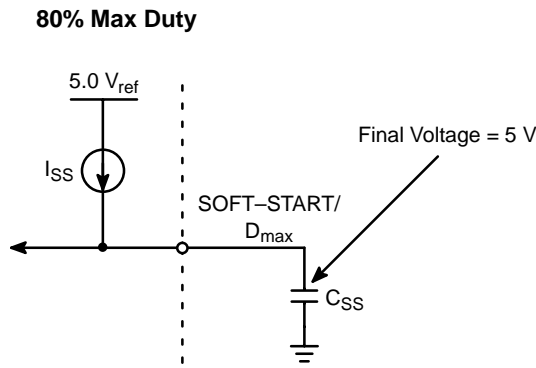 80% Max Duty
5.0 Vref
Final Voltage = 5 V
ISS
SOFT–START/
Dmax
CSS